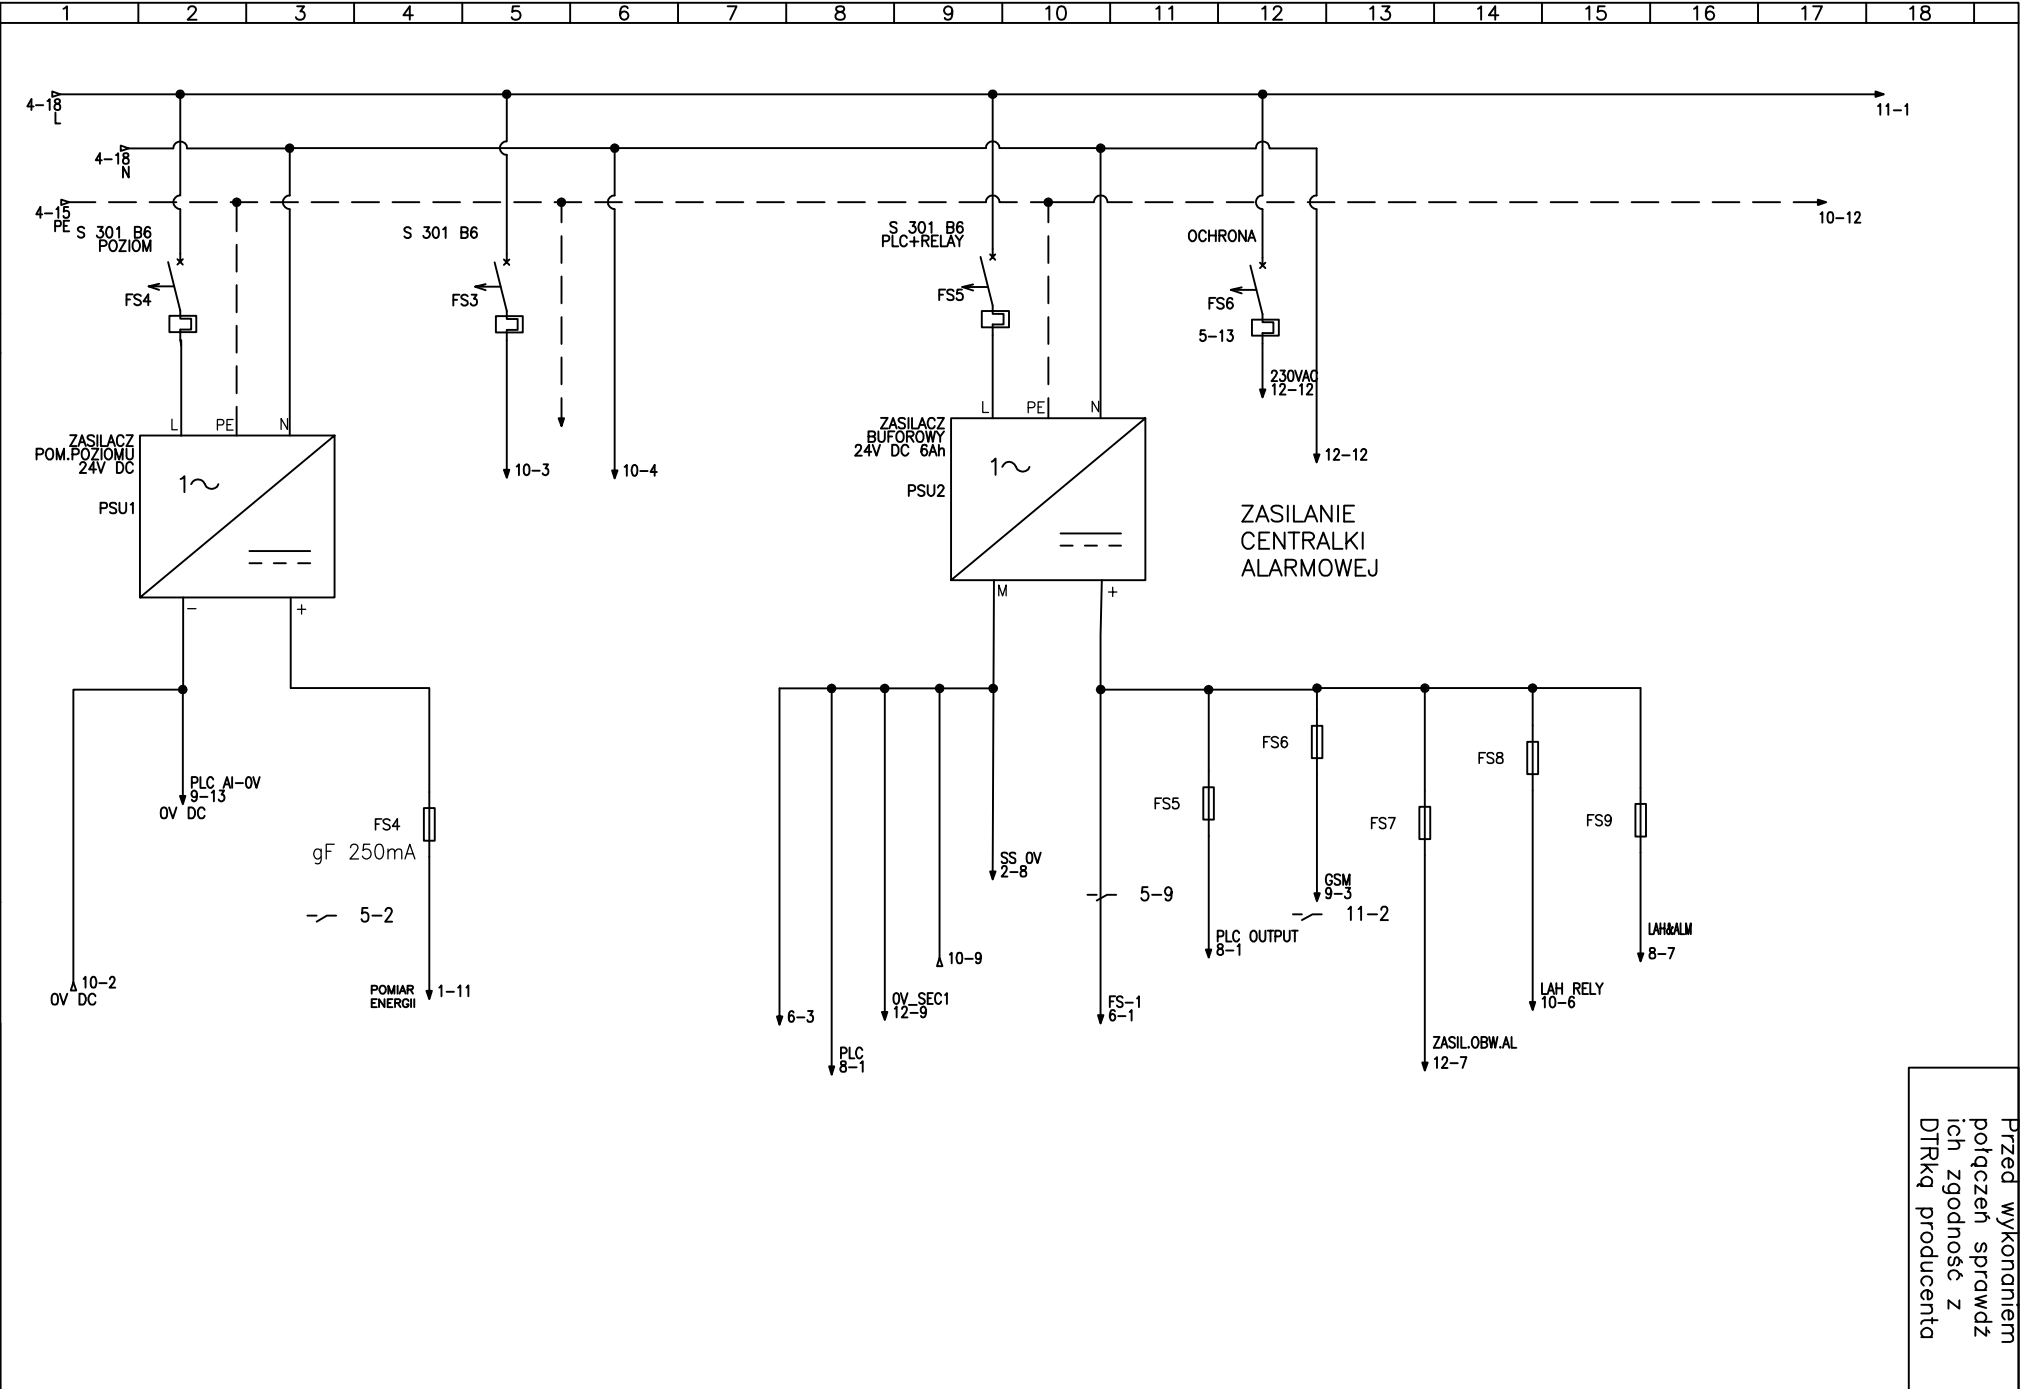 1 2 3 4 5 6 7 8 9 10 11 12 13 14 15 16 17 18
4-18
L
11-1
4-18
N
4-15
PE
10-12
S 301 B6
POZIOM
FS4
S 301 B6
FS3
S 301 B6
PLC+RELAY
FS5
OCHRONA
FS6
5-13
230VAC
12-12
L PE N
ZASILACZ
POM.POZIOMU
24V DC
PSU1
1~
- +
10-3
10-4
L PE N
ZASILACZ
BUFOROWY
24V DC 6Ah
PSU2
1~
M +
12-12
ZASILANIE
CENTRALKI
ALARMOWEJ
PLC AI-0V
9-13
0V DC
FS4
gF 250mA
5-2
10-2
0V DC
POMIAR
ENERGII
1-11
6-3
PLC
8-1
0V_SEC1
12-9
10-9
SS 0V
2-8
5-9
FS-1
6-1
FS5
PLC OUTPUT
8-1
FS6
GSM
9-3
11-2
FS7
ZASIL.OBW.AL
12-7
FS8
LAH RELY
10-6
FS9
LAH&ALM
8-7
Przed wykonaniem
połączeń sprawdź
ich zgodność z
DTRką producenta